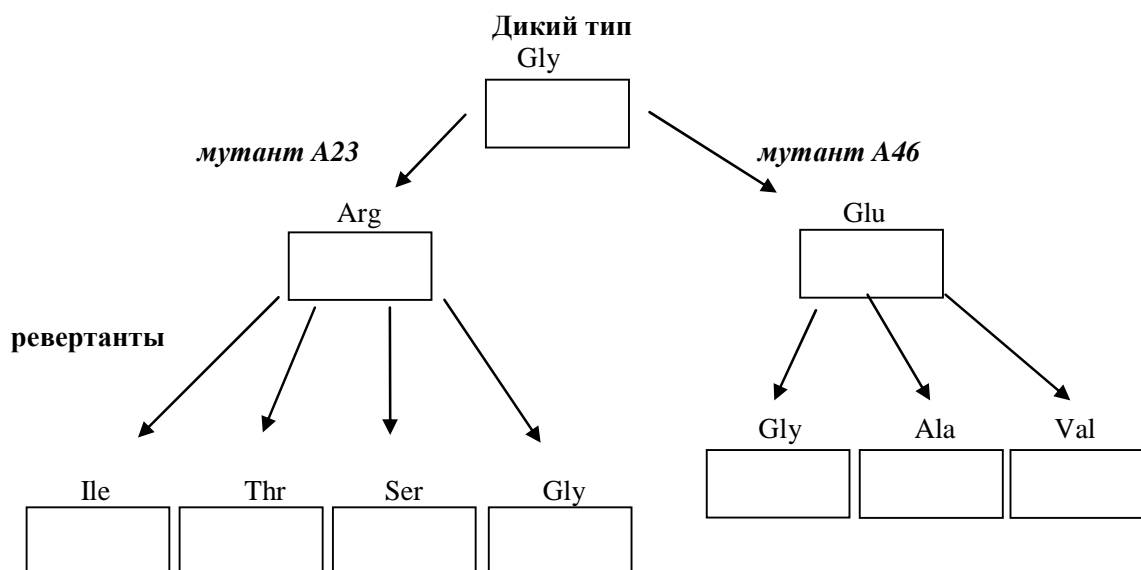 Дикий тип
Gly
мутант А23
мутант А46
Arg
Glu
ревертанты
Gly Ala Val
Ile Thr Ser Gly